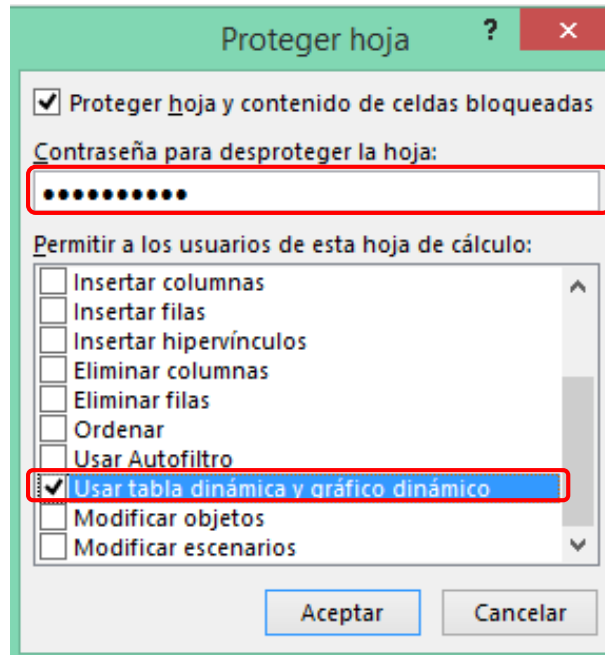 Proteger hoja ?
Proteger hoja y contenido de celdas bloqueadas
Contraseña para desproteger la hoja:
••••••••••
Permitir a los usuarios de esta hoja de cálculo:
Insertar columnas
Insertar filas
Insertar hipervínculos
Eliminar columnas
Eliminar filas
Ordenar
Usar Autofiltro
Usar tabla dinámica y gráfico dinámico
Modificar objetos
Modificar escenarios
Aceptar Cancelar